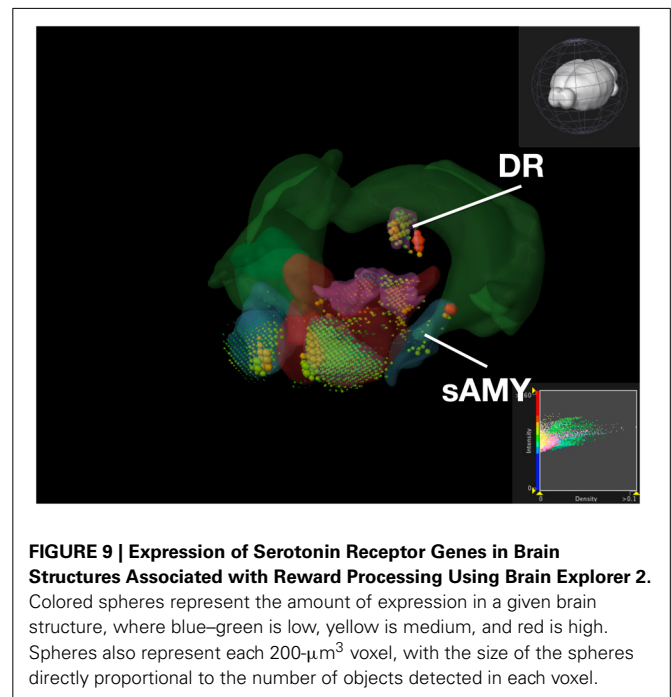 DR
sAMY
>60
Intensity
0
0 Density >0.1
FIGURE 9 | Expression of Serotonin Receptor Genes in Brain
Structures Associated with Reward Processing Using Brain Explorer 2.
Colored spheres represent the amount of expression in a given brain
structure, where blue–green is low, yellow is medium, and red is high.
Spheres also represent each 200-μm³ voxel, with the size of the spheres
directly proportional to the number of objects detected in each voxel.